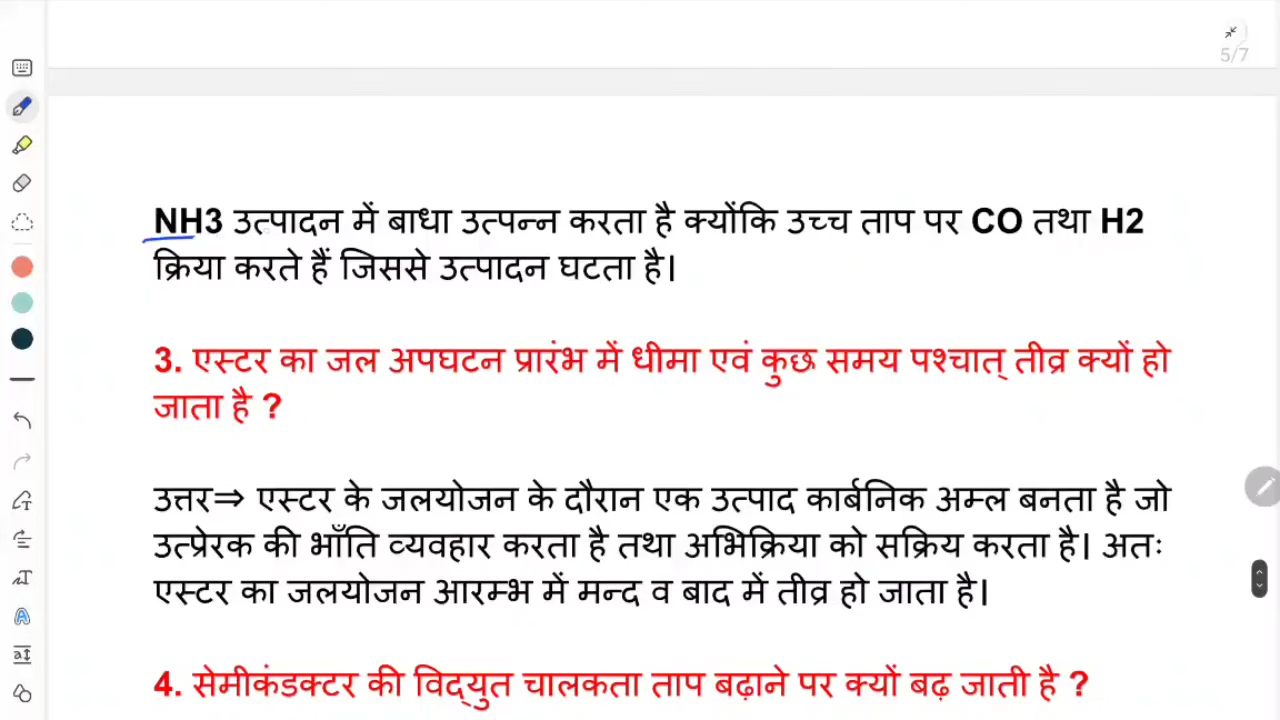 5/7
NH3 उत्पादन में बाधा उत्पन्न करता है क्योंकि उच्च ताप पर CO तथा H2
क्रिया करते हैं जिससे उत्पादन घटता है।
3. एस्टर का जल अपघटन प्रारंभ में धीमा एवं कुछ समय पश्चात् तीव्र क्यों हो
जाता है ?
उत्तर⇒ एस्टर के जलयोजन के दौरान एक उत्पाद कार्बनिक अम्ल बनता है जो
उत्प्रेरक की भाँति व्यवहार करता है तथा अभिक्रिया को सक्रिय करता है। अतः
एस्टर का जलयोजन आरम्भ में मन्द व बाद में तीव्र हो जाता है।
4. सेमीकंडक्टर की विद्युत चालकता ताप बढ़ाने पर क्यों बढ़ जाती है ?